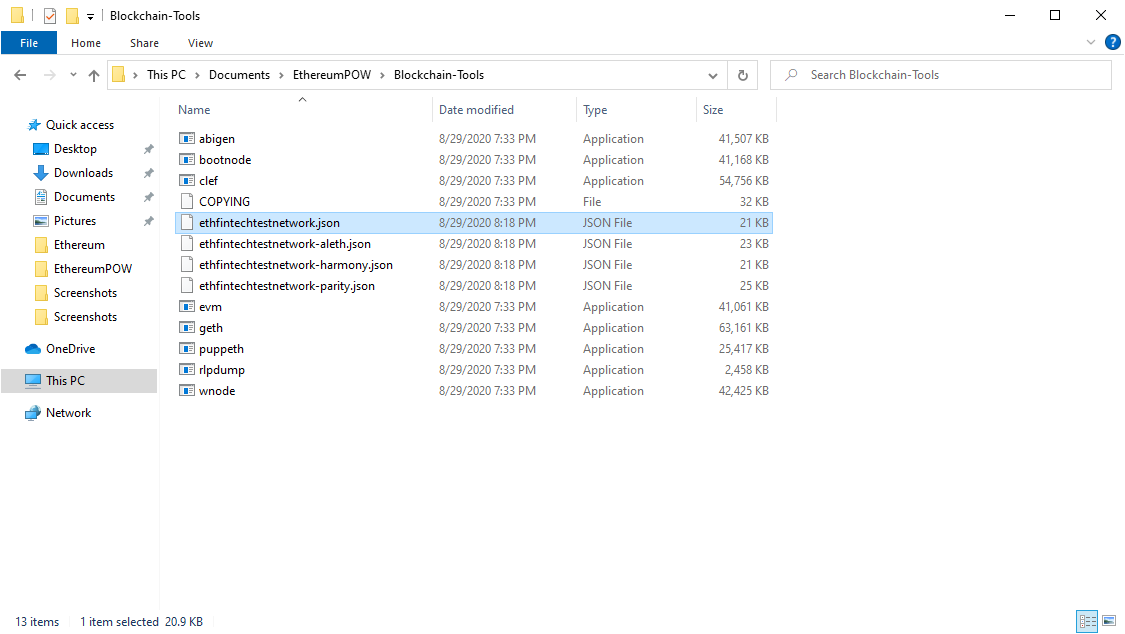 Blockchain-Tools
File Home Share View
This PC Documents EthereumPOW Blockchain-Tools Search Blockchain-Tools
Name Date modified Type Size
Quick access
Desktop
Downloads
Documents
Pictures
Ethereum
EthereumPOW
Screenshots
Screenshots
OneDrive
This PC
Network
abigen 8/29/2020 7:33 PM Application 41,507 KB
bootnode 8/29/2020 7:33 PM Application 41,168 KB
clef 8/29/2020 7:33 PM Application 54,756 KB
COPYING 8/29/2020 7:33 PM File 32 KB
ethfintechtestnetwork.json 8/29/2020 8:18 PM JSON File 21 KB
ethfintechtestnetwork-aleth.json 8/29/2020 8:18 PM JSON File 23 KB
ethfintechtestnetwork-harmony.json 8/29/2020 8:18 PM JSON File 21 KB
ethfintechtestnetwork-parity.json 8/29/2020 8:18 PM JSON File 25 KB
evm 8/29/2020 7:33 PM Application 41,061 KB
geth 8/29/2020 7:33 PM Application 63,161 KB
puppeth 8/29/2020 7:33 PM Application 25,417 KB
rlpdump 8/29/2020 7:33 PM Application 2,458 KB
wnode 8/29/2020 7:33 PM Application 42,425 KB
13 items 1 item selected 20.9 KB